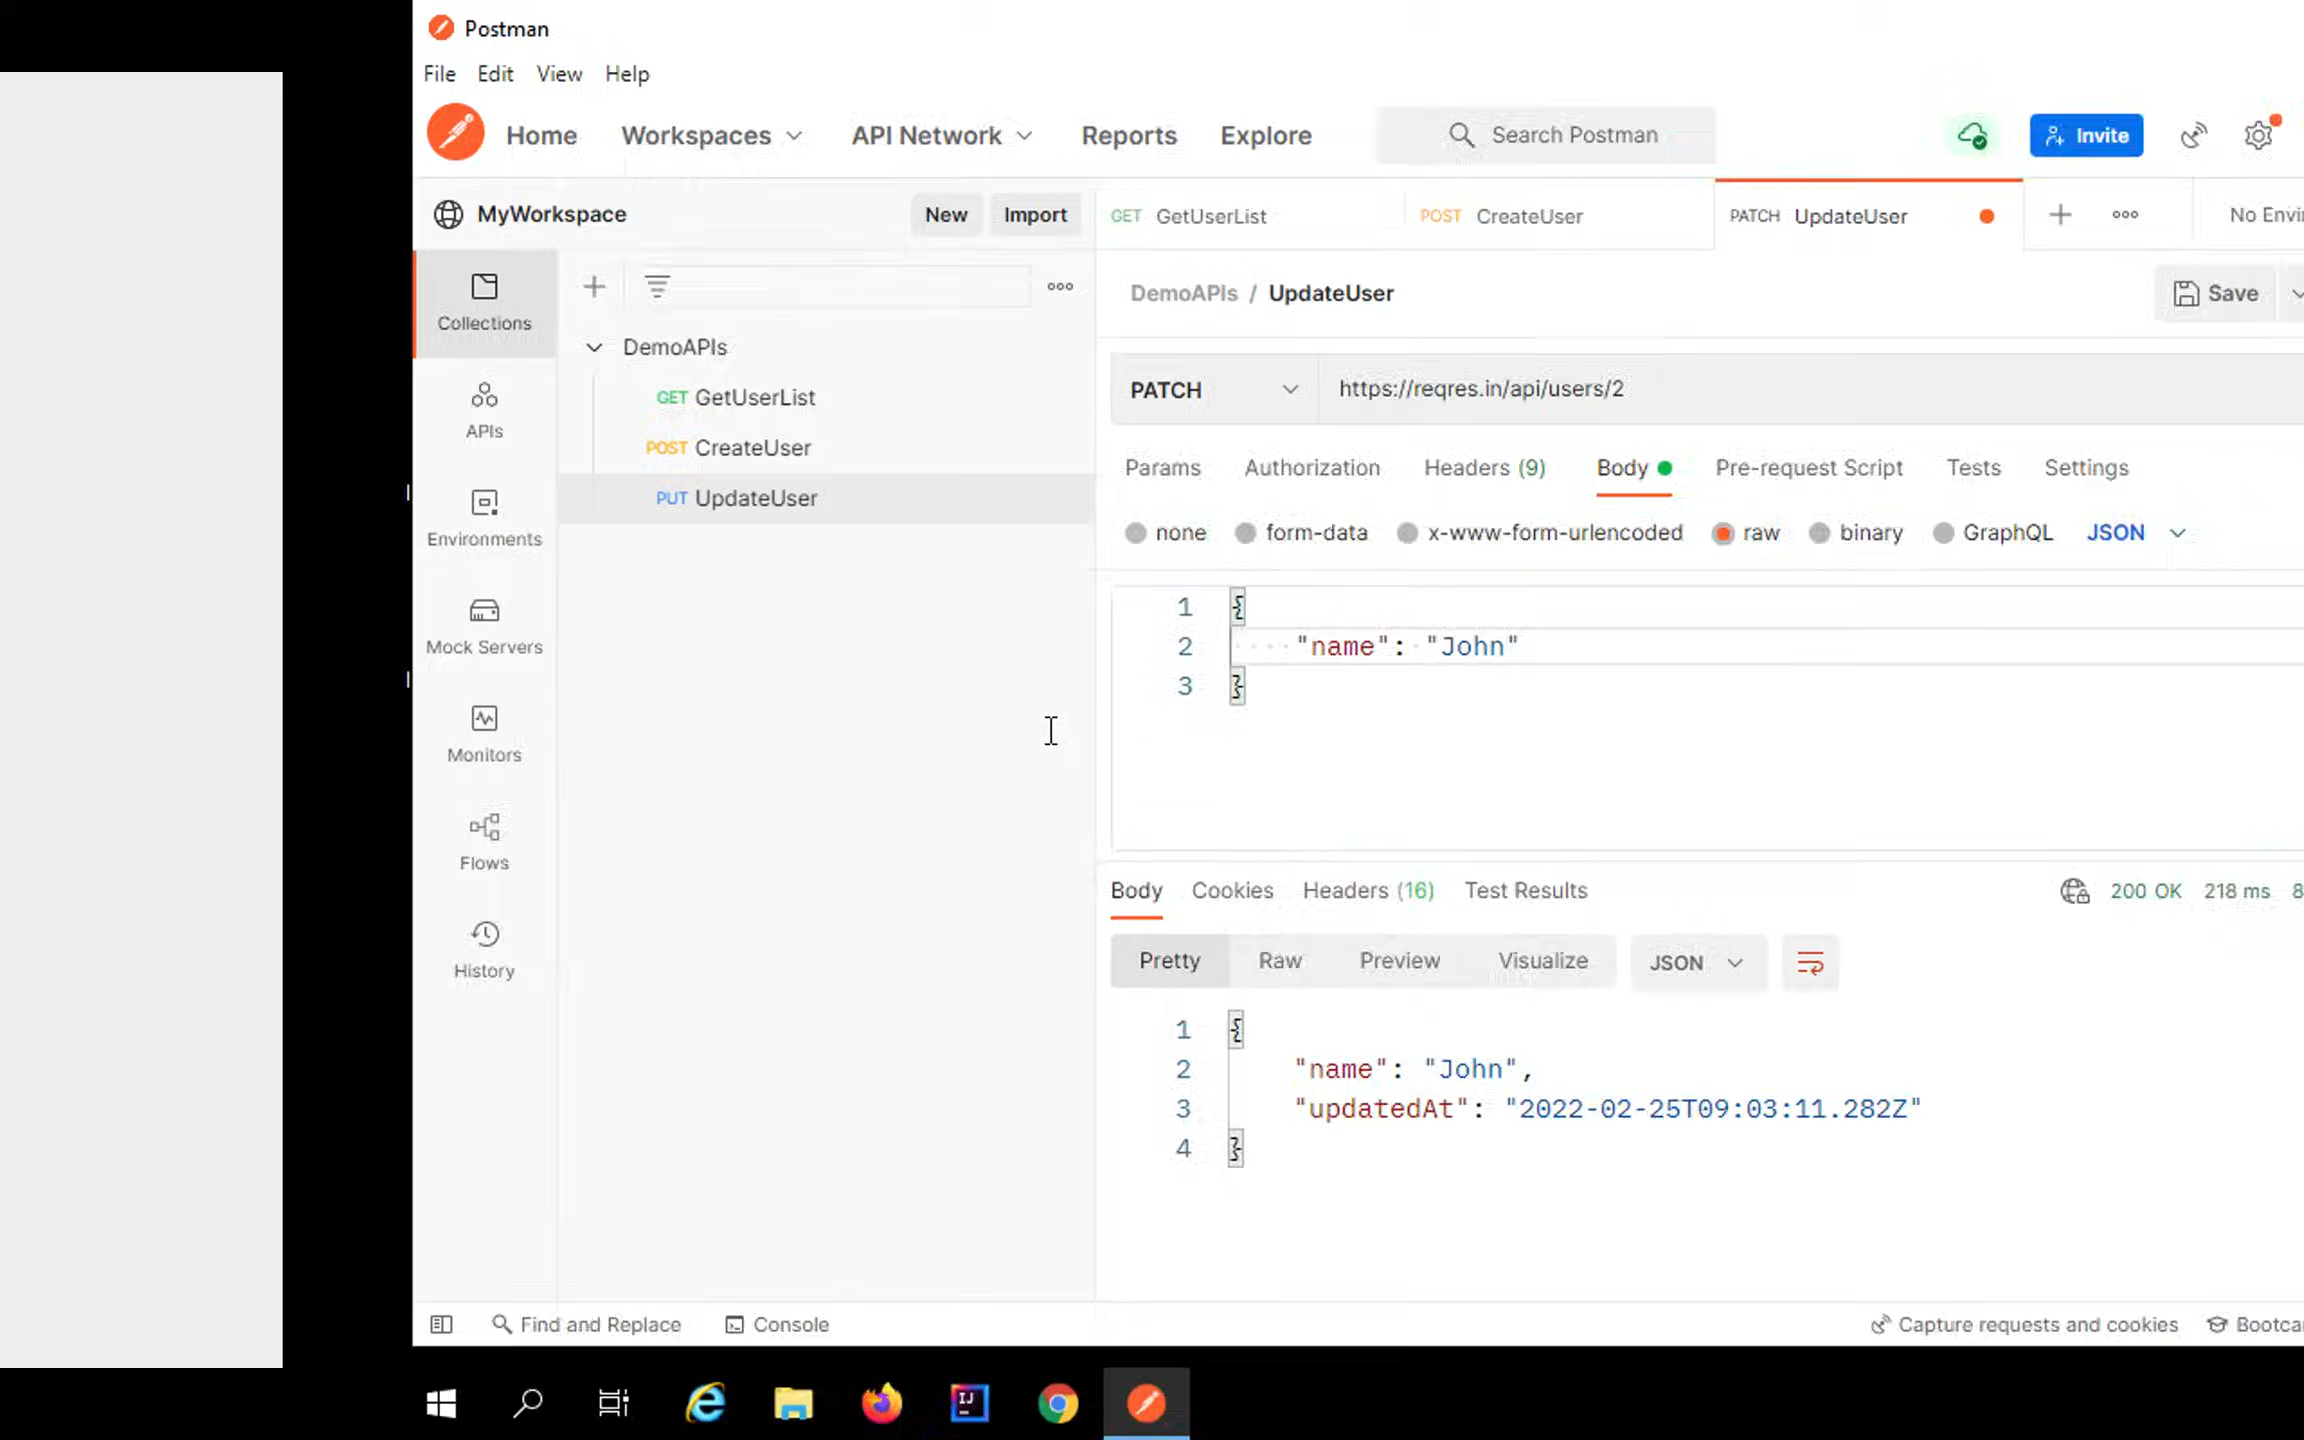 Postman
File Edit View Help
Home Workspaces API Network Reports Explore Search Postman Invite
MyWorkspace New Import GET GetUserList POST CreateUser PATCH UpdateUser No Envi
Collections
APIs
Environments
Mock Servers
Monitors
Flows
History
DemoAPIs
GET GetUserList
POST CreateUser
PUT UpdateUser
DemoAPIs / UpdateUser Save
PATCH https://reqres.in/api/users/2
Params Authorization Headers (9) Body Pre-request Script Tests Settings
none form-data x-www-form-urlencoded raw binary GraphQL JSON
1 {
2 "name": "John"
3 }
Body Cookies Headers (16) Test Results 200 OK 218 ms 8
Pretty Raw Preview Visualize JSON
1 {
2 "name": "John",
3 "updatedAt": "2022-02-25T09:03:11.282Z"
4 }
Find and Replace Console Capture requests and cookies Bootca
IJ